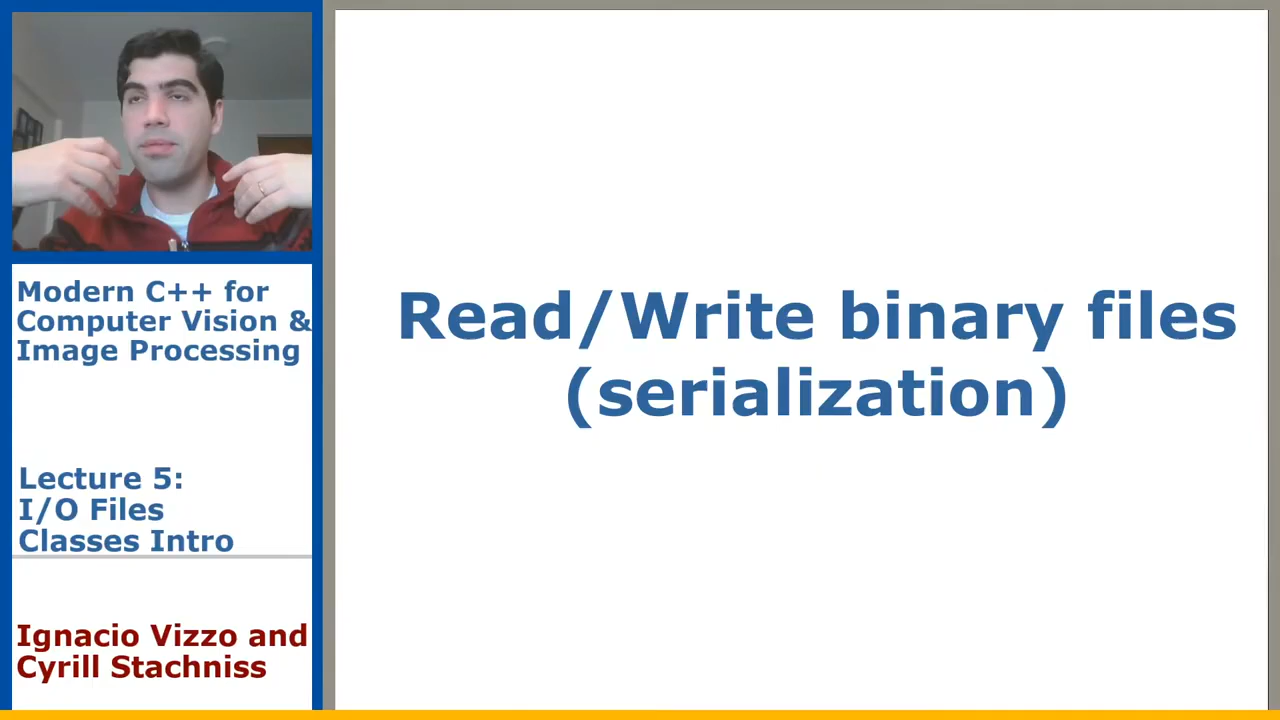 Modern C++ for
Computer Vision &
Image Processing
Lecture 5:
I/O Files
Classes Intro
Ignacio Vizzo and
Cyrill Stachniss
Read/Write binary files
(serialization)